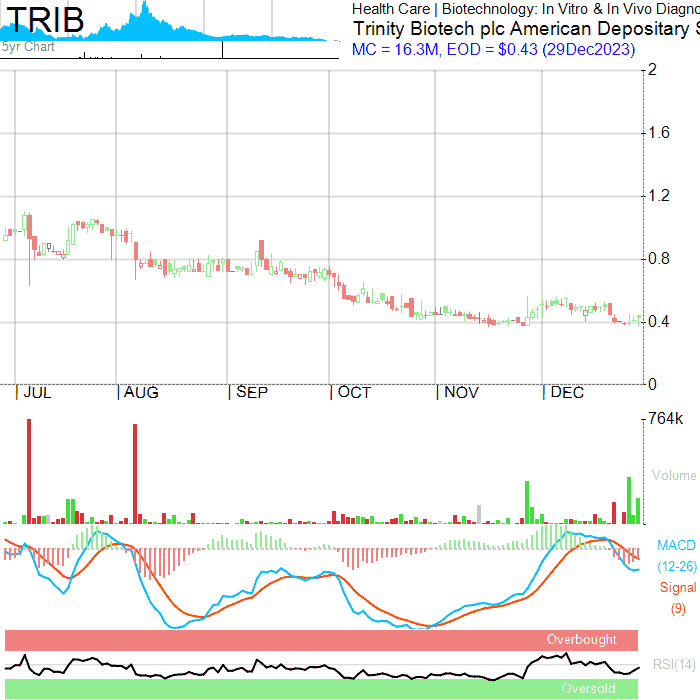 TRIB
5yr Chart
Health Care | Biotechnology: In Vitro & In Vivo Diagno
Trinity Biotech plc American Depositary S
MC = 16.3M, EOD = $0.43 (29Dec2023)
2
1.6
1.2
0.8
0.4
0
JUL AUG SEP OCT NOV DEC
764k
Volume
MACD
(12-26)
Signal
(9)
Overbought
RSI(14)
Oversold